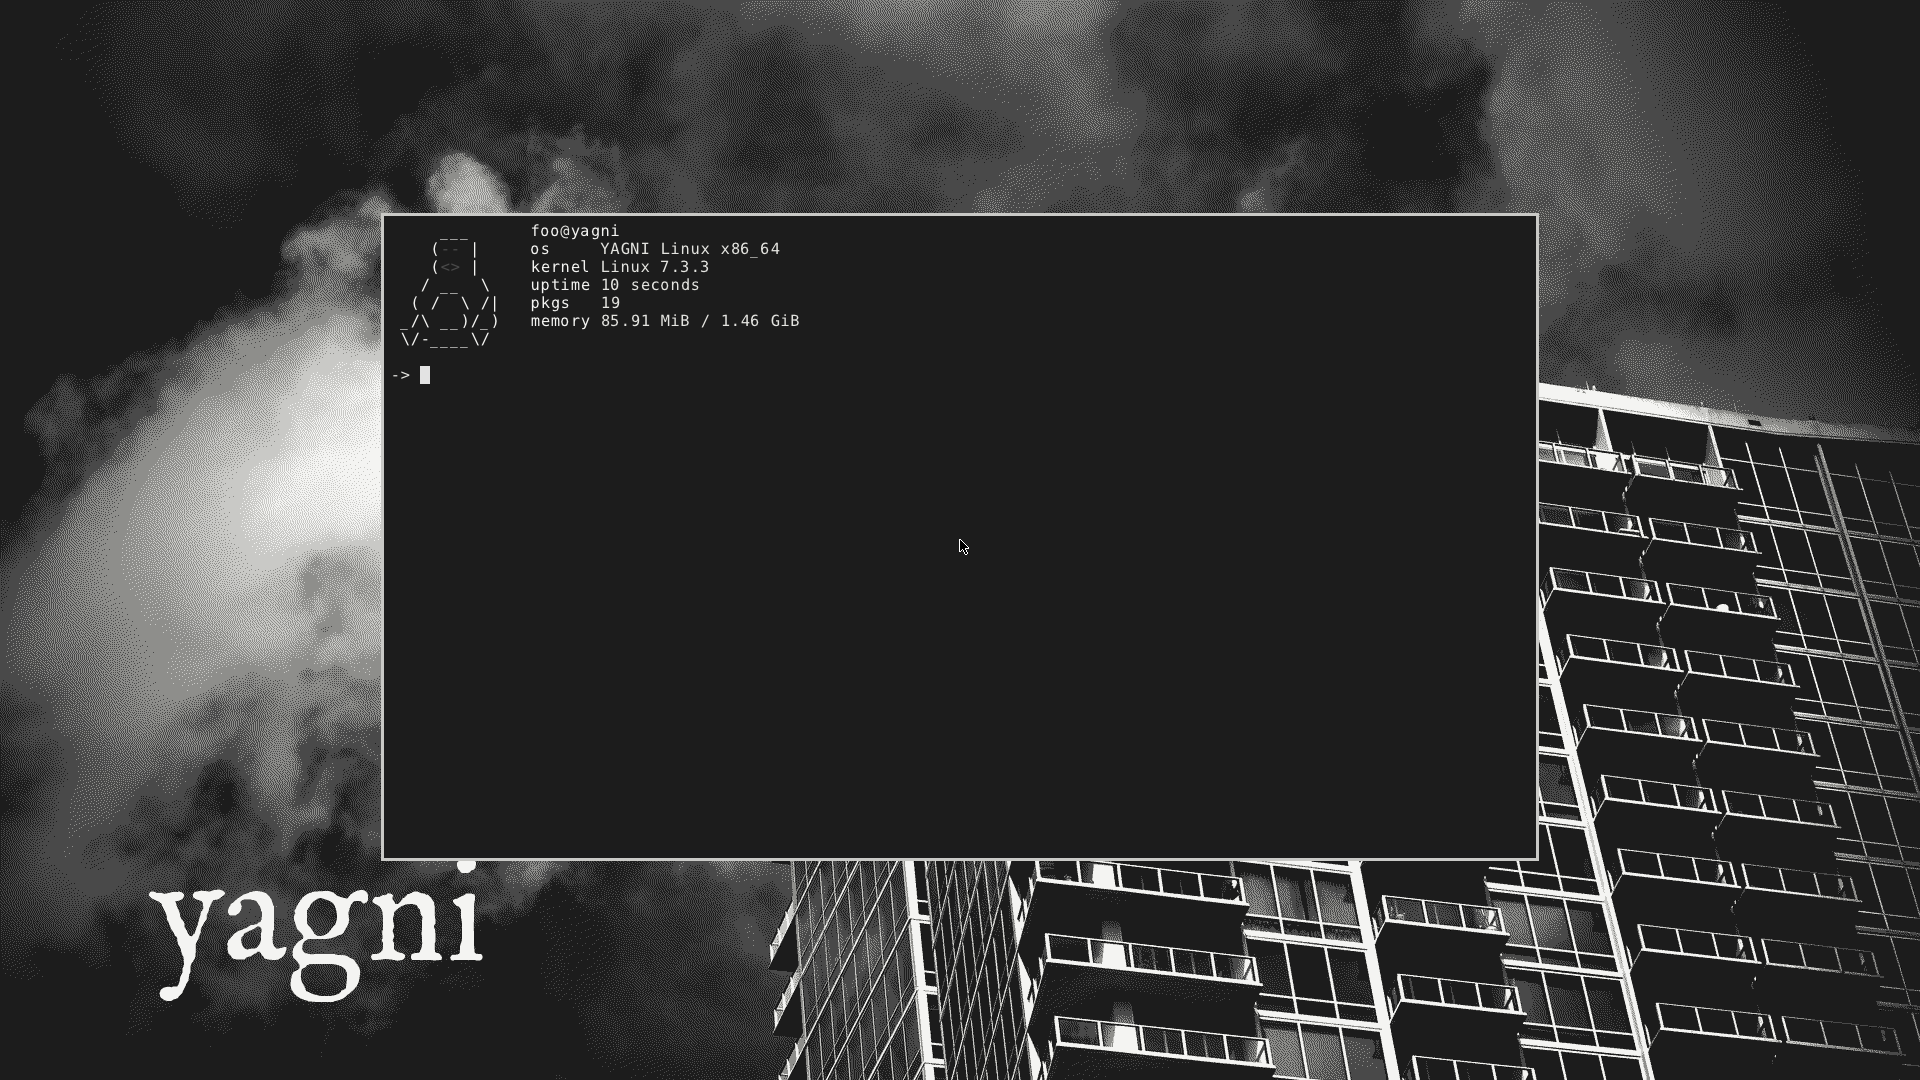 foo@yagni
os     YAGNI Linux x86_64
kernel Linux 7.3.3
uptime 10 seconds
pkgs   19
memory 85.91 MiB / 1.46 GiB
->
yagni